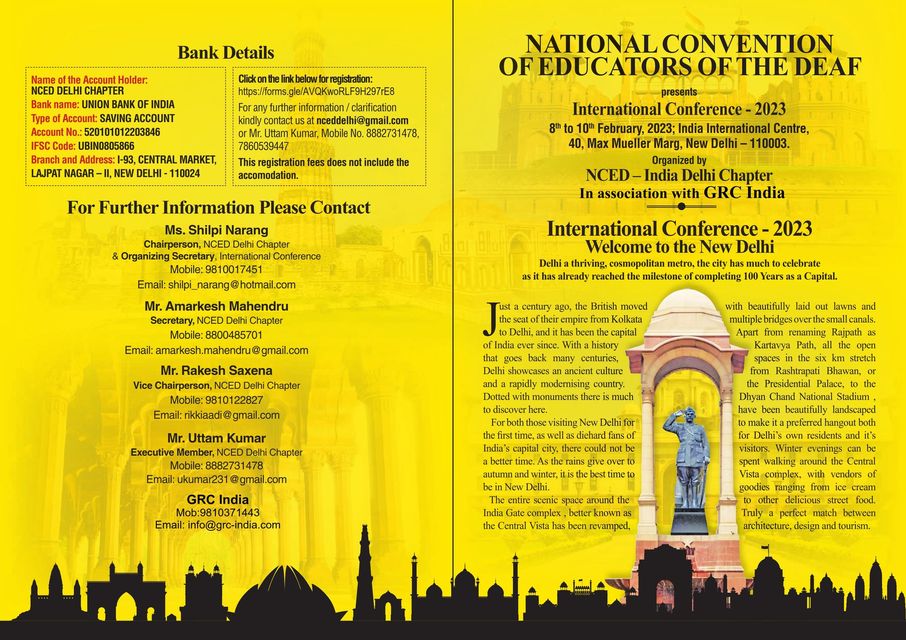 Bank Details
Name of the Account Holder:
NCED DELHI CHAPTER
Bank name: UNION BANK OF INDIA
Type of Account: SAVING ACCOUNT
Account No.: 520101012203846
IFSC Code: UBIN0805866
Branch and Address: I-93, CENTRAL MARKET,
LAJPAT NAGAR – II, NEW DELHI - 110024
Click on the link below for registration:
https://forms.gle/AVQKwoRLF9H297rE8
For any further information / clarification
kindly contact us at nceddelhi@gmail.com
or Mr. Uttam Kumar, Mobile No. 8882731478,
7860539447
This registration fees does not include the
accomodation.
For Further Information Please Contact
Ms. Shilpi Narang
Chairperson, NCED Delhi Chapter
& Organizing Secretary, International Conference
Mobile: 9810017451
Email: shilpi_narang@hotmail.com
Mr. Amarkesh Mahendru
Secretary, NCED Delhi Chapter
Mobile: 8800485701
Email: amarkesh.mahendru@gmail.com
Mr. Rakesh Saxena
Vice Chairperson, NCED Delhi Chapter
Mobile: 9810122827
Email: rikkiaadi@gmail.com
Mr. Uttam Kumar
Executive Member, NCED Delhi Chapter
Mobile: 8882731478
Email: ukumar231@gmail.com
GRC India
Mob:9810371443
Email: info@grc-india.com
NATIONAL CONVENTION
OF EDUCATORS OF THE DEAF
presents
International Conference - 2023
8th to 10th February, 2023; India International Centre,
40, Max Mueller Marg, New Delhi – 110003.
Organized by
NCED – India Delhi Chapter
In association with GRC India
International Conference - 2023
Welcome to the New Delhi
Delhi a thriving, cosmopolitan metro, the city has much to celebrate
as it has already reached the milestone of completing 100 Years as a Capital.
Just a century ago, the British moved
the seat of their empire from Kolkata
to Delhi, and it has been the capital
of India ever since. With a history
that goes back many centuries,
Delhi showcases an ancient culture
and a rapidly modernising country.
Dotted with monuments there is much
to discover here.
For both those visiting New Delhi for
the first time, as well as diehard fans of
India's capital city, there could not be
a better time. As the rains give over to
autumn and winter, it is the best time to
be in New Delhi.
The entire scenic space around the
India Gate complex , better known as
the Central Vista has been revamped,
with beautifully laid out lawns and
multiple bridges over the small canals.
Apart from renaming Rajpath as
Kartavya Path, all the open
spaces in the six km stretch
from Rashtrapati Bhawan, or
the Presidential Palace, to the
Dhyan Chand National Stadium ,
have been beautifully landscaped
to make it a preferred hangout both
for Delhi's own residents and it's
visitors. Winter evenings can be
spent walking around the Central
Vista complex, with vendors of
goodies ranging from ice cream
to other delicious street food.
Truly a perfect match between
architecture, design and tourism.